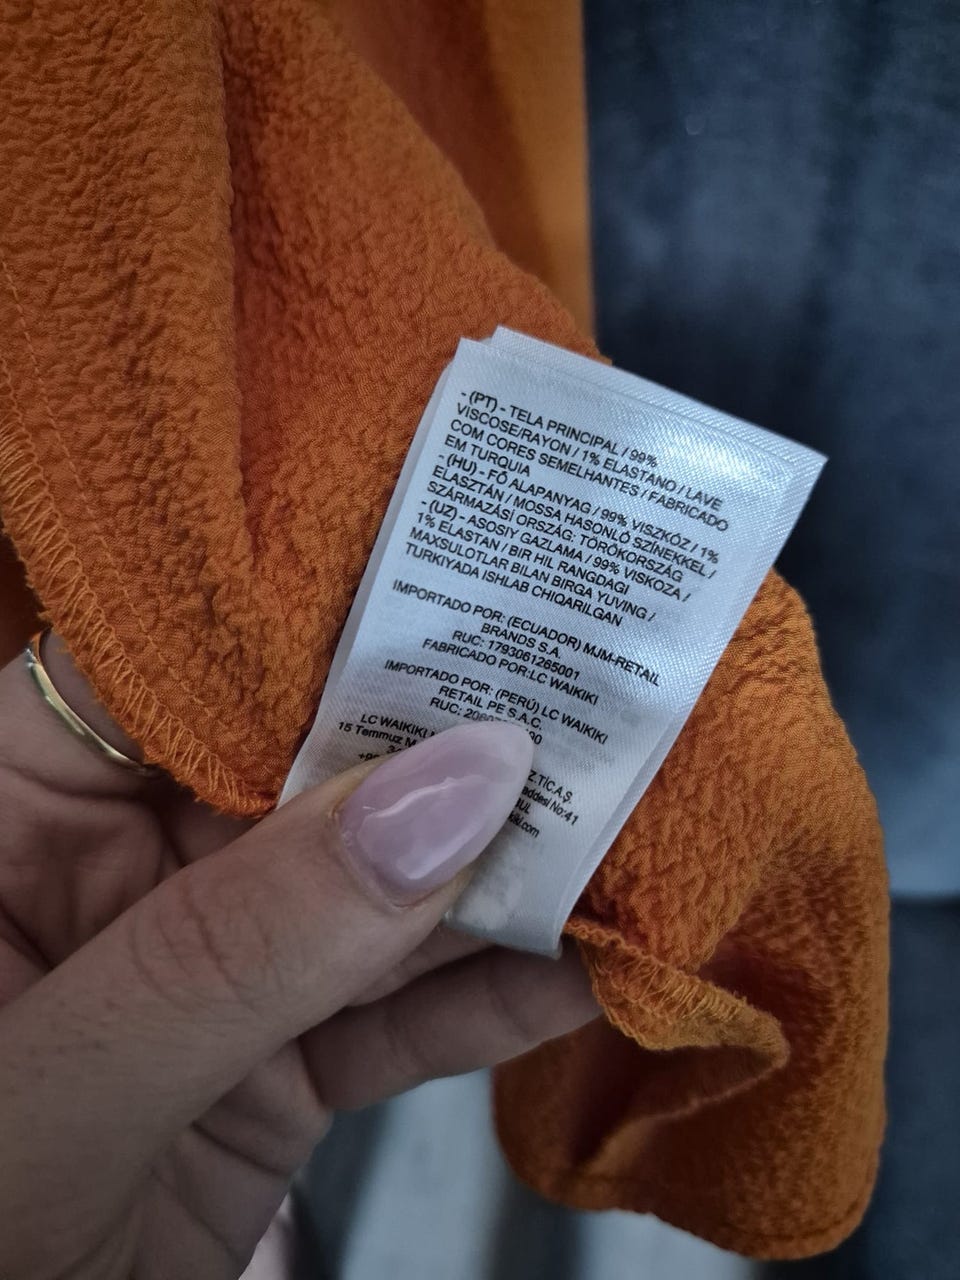 - (PT) - TELA PRINCIPAL / 99%
VISCOSE/RAYON / 1% ELASTANO / LAVE
COM CORES SEMELHANTES / FABRICADO
EM TURQUIA
- (HU) - FŐ ALAPANYAG / 99% VISZKÓZ / 1%
ELASZTÁN / MOSSA HASONLÓ SZÍNEKKEL /
SZÁRMAZÁSI ORSZÁG: TÖRÖKORSZÁG
- (UZ) - ASOSIY GAZLAMA / 99% VISKOZA /
1% ELASTAN / BIR HIL RANGDAGI
MAXSULOTLAR BILAN BIRGA YUVING /
TURKIYADA ISHLAB CHIQARILGAN
IMPORTADO POR: (ECUADOR) MJM-RETAIL
BRANDS S.A.
RUC: 1793061265001
FABRICADO POR:LC WAIKIKI
IMPORTADO POR: (PERÚ) LC WAIKIKI
RETAIL PE S.A.C.
RUC:
LC WAIKIKI
15 Temmuz
No:41